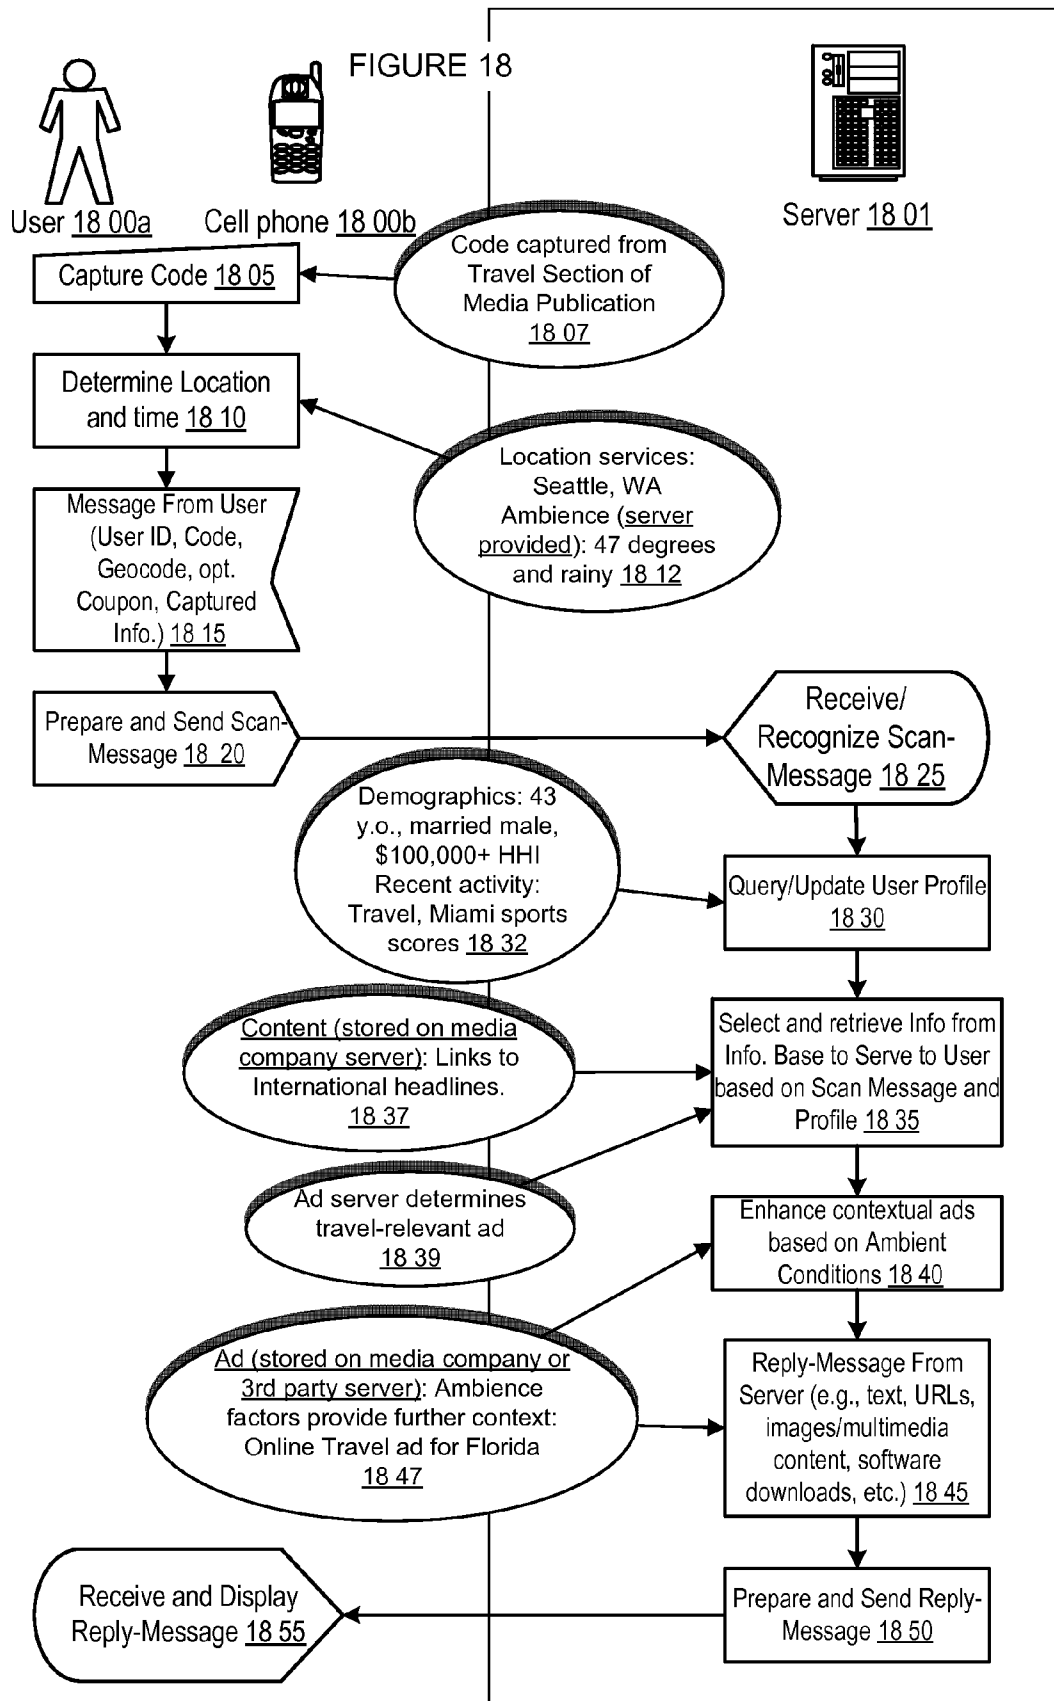 FIGURE 18
User 18 00a
Cell phone 18 00b
Server 18 01
Code captured from
Travel Section of
Media Publication
18 07
Capture Code 18 05
Determine Location
and time 18 10
Location services:
Seattle, WA
Ambience (server
provided): 47 degrees
and rainy 18 12
Message From User
(User ID, Code,
Geocode, opt.
Coupon, Captured
Info.) 18 15
Prepare and Send Scan-
Message 18 20
Receive/
Recognize Scan-
Message 18 25
Demographics: 43
y.o., married male,
$100,000+ HHI
Recent activity:
Travel, Miami sports
scores 18 32
Query/Update User Profile
18 30
Content (stored on media
company server): Links to
International headlines.
18 37
Select and retrieve Info from
Info. Base to Serve to User
based on Scan Message and
Profile 18 35
Ad server determines
travel-relevant ad
18 39
Enhance contextual ads
based on Ambient
Conditions 18 40
Ad (stored on media company or
3rd party server): Ambience
factors provide further context:
Online Travel ad for Florida
18 47
Reply-Message From
Server (e.g., text, URLs,
images/multimedia
content, software
downloads, etc.) 18 45
Receive and Display
Reply-Message 18 55
Prepare and Send Reply-
Message 18 50